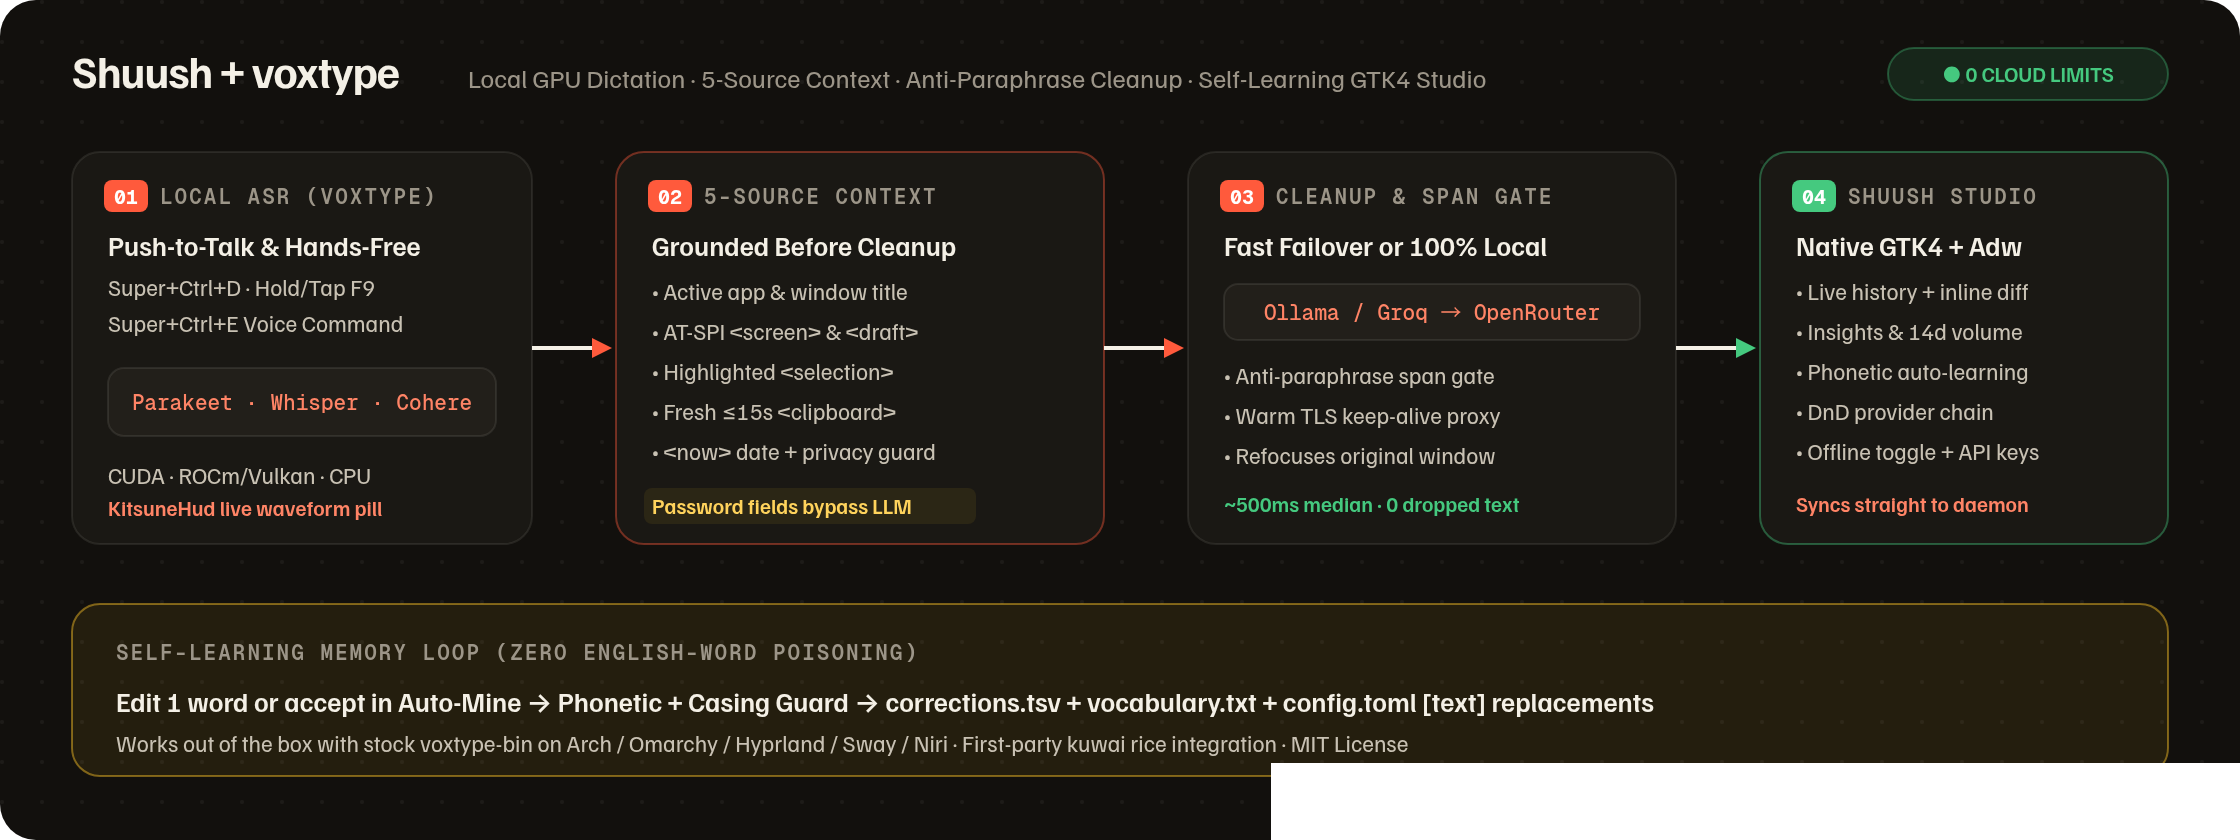 Shuush + voxtype
Local GPU Dictation · 5-Source Context · Anti-Paraphrase Cleanup · Self-Learning GTK4 Studio
0 CLOUD LIMITS
01 LOCAL ASR (VOXTYPE)
Push-to-Talk & Hands-Free
Super+Ctrl+D · Hold/Tap F9
Super+Ctrl+E Voice Command
Parakeet · Whisper · Cohere
CUDA · ROCm/Vulkan · CPU
KitsuneHud live waveform pill
02 5-SOURCE CONTEXT
Grounded Before Cleanup
• Active app & window title
• AT-SPI <screen> & <draft>
• Highlighted <selection>
• Fresh ≤15s <clipboard>
• <now> date + privacy guard
Password fields bypass LLM
03 CLEANUP & SPAN GATE
Fast Failover or 100% Local
Ollama / Groq → OpenRouter
• Anti-paraphrase span gate
• Warm TLS keep-alive proxy
• Refocuses original window
~500ms median · 0 dropped text
04 SHUUSH STUDIO
Native GTK4 + Adw
• Live history + inline diff
• Insights & 14d volume
• Phonetic auto-learning
• DnD provider chain
• Offline toggle + API keys
Syncs straight to daemon
SELF-LEARNING MEMORY LOOP (ZERO ENGLISH-WORD POISONING)
Edit 1 word or accept in Auto-Mine → Phonetic + Casing Guard → corrections.tsv + vocabulary.txt + config.toml [text] replacements
Works out of the box with stock voxtype-bin on Arch / Omarchy / Hyprland / Sway / Niri · First-party kuwai rice integration · MIT License